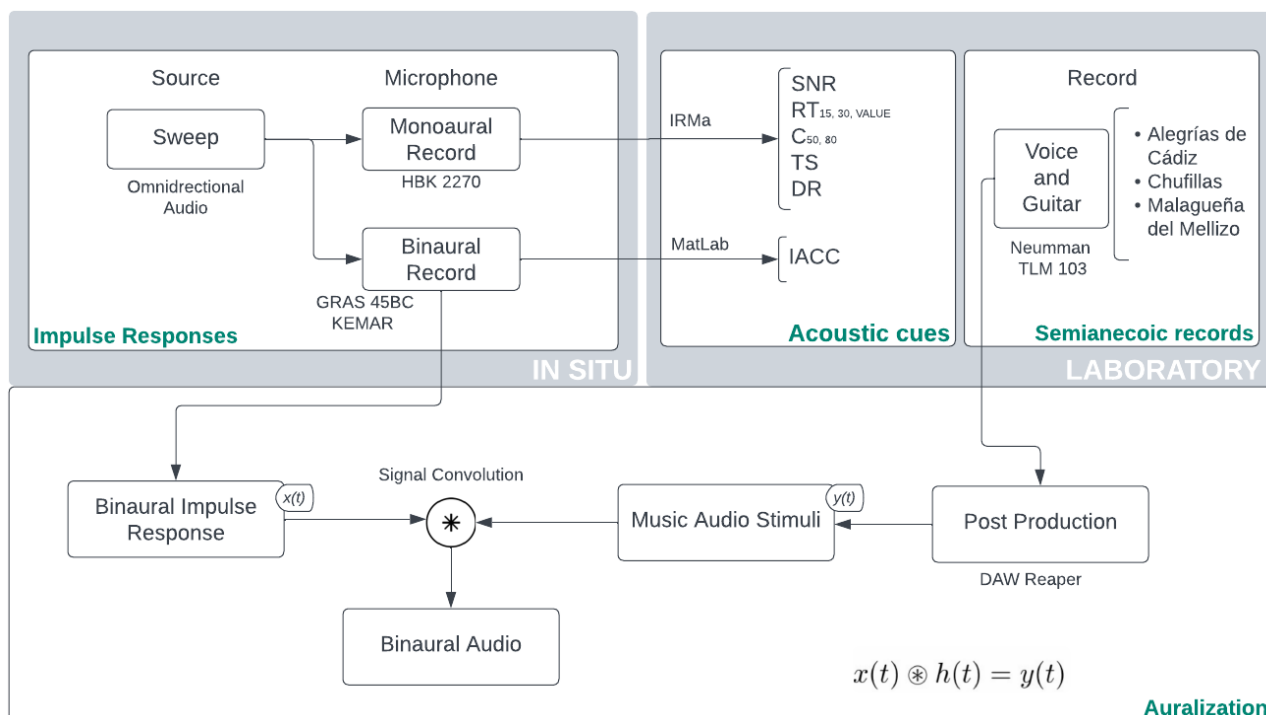 Source
Microphone
Sweep
Omnidrectional
Audio
Monoaural
Record
HBK 2270
Binaural
Record
GRAS 45BC
KEMAR
Impulse Responses
IN SITU
IRMa
SNR
RT15, 30, VALUE
C50, 80
TS
DR
MatLab
IACC
Acoustic cues
Record
Voice
and
Guitar
Neumman
TLM 103
• Alegrías de
Cádiz
• Chufillas
• Malagueña
del Mellizo
Semianecoic records
LABORATORY
Binaural Impulse
Response
x(t)
Signal Convolution
*
Music Audio Stimuli
y(t)
Post Production
DAW Reaper
Binaural Audio
x(t) ⊛ h(t) = y(t)
Auralization